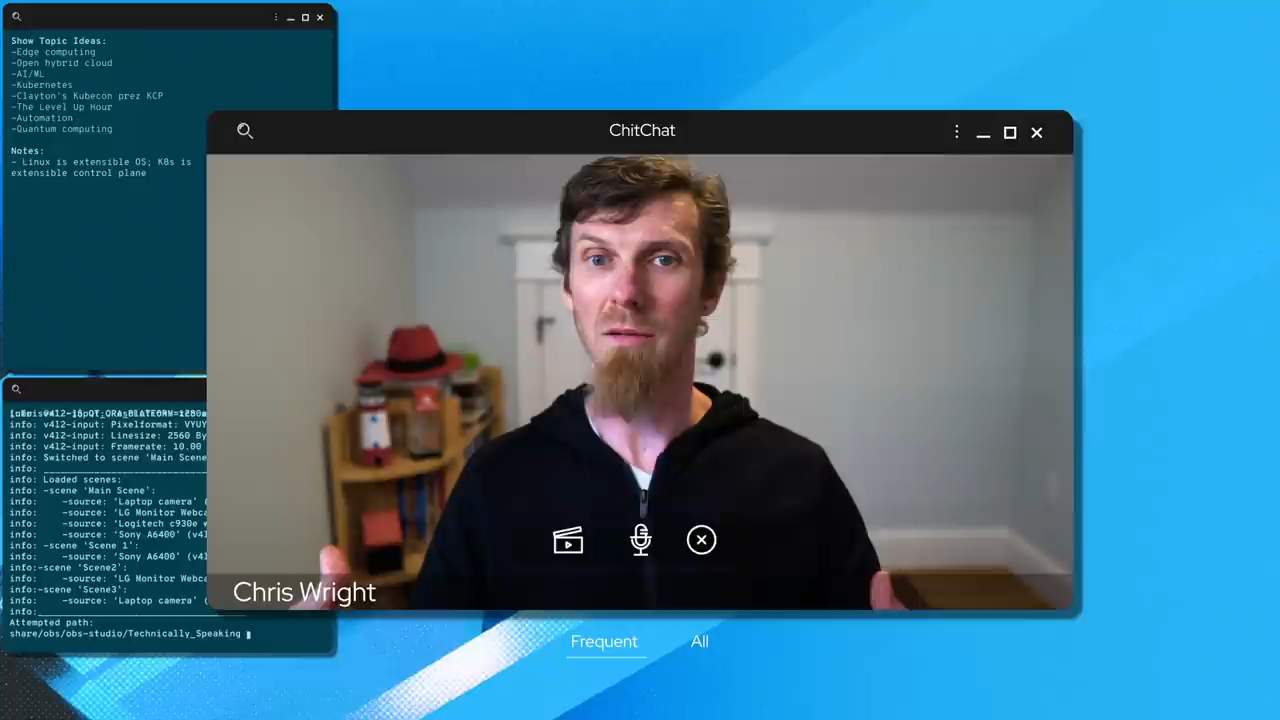 Show Topic Ideas:
-Edge computing
-Open hybrid cloud
-AI/ML
-Kubernetes
-Clayton's Kubecon prez KCP
-The Level Up Hour
-Automation
-Quantum computing
Notes:
- Linux is extensible OS; K8s is
extensible control plane
ChitChat
Chris Wright
info: v4l2-input: Pixelformat: VYUY
info: v4l2-input: Linesize: 2560 By
info: v4l2-input: Framerate: 10.00
info: Switched to scene 'Main Scene
info: ___
info: Loaded scenes:
info: -scene 'Main Scene':
info: -source: 'Laptop camera' (
info: -source: 'LG Monitor Webca
info: -source: 'Logitech c930e
info: -source: 'Sony A6400' (v4l
info: -scene 'Scene 1':
info: -source: 'Sony A6400' (v4l
info:-scene 'Scene2':
info: -source: 'LG Monitor Webca
info:-scene 'Scene3':
info: -source: 'Laptop camera' (
info:___
Attempted path:
share/obs/obs-studio/Technically_Speaking
Frequent
All